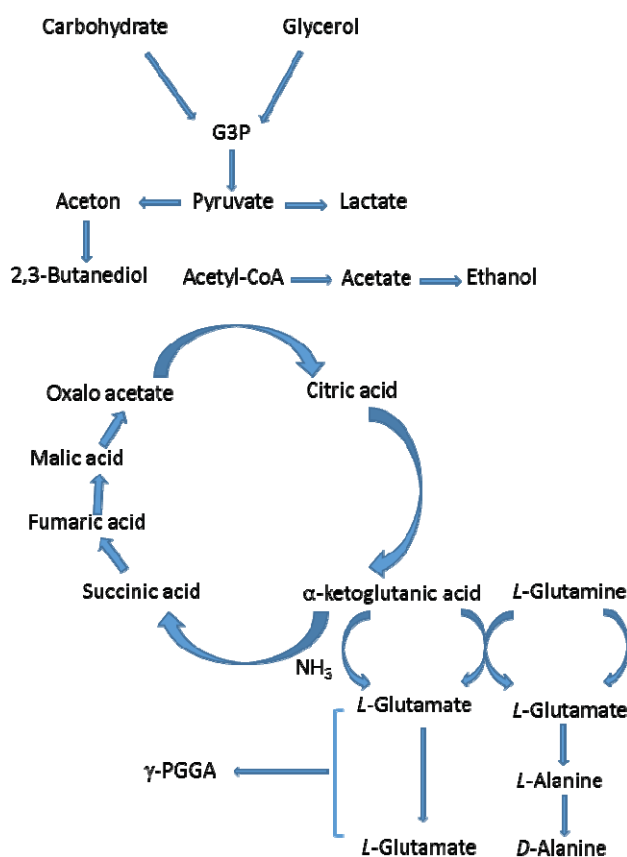 Carbohydrate Glycerol
G3P
Aceton Pyruvate Lactate
2,3-Butanediol Acetyl-CoA Acetate Ethanol
Oxalo acetate Citric acid
Malic acid
Fumaric acid
Succinic acid α-ketoglutanic acid L-Glutamine
NH₃
L-Glutamate L-Glutamate
γ-PGGA L-Alanine
L-Glutamate D-Alanine